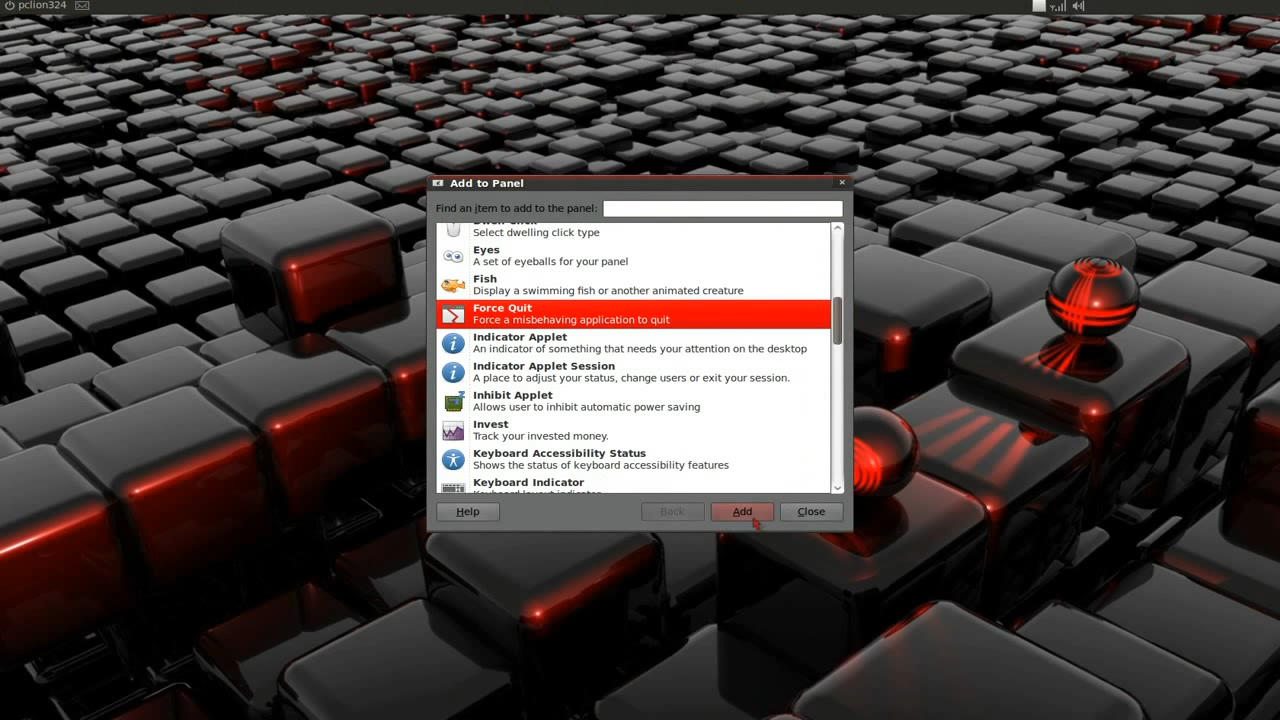 pclion324
Add to Panel
Find an item to add to the panel:
Select dwelling click type
Eyes
A set of eyeballs for your panel
Fish
Display a swimming fish or another animated creature
Force Quit
Force a misbehaving application to quit
Indicator Applet
An indicator of something that needs your attention on the desktop
Indicator Applet Session
A place to adjust your status, change users or exit your session.
Inhibit Applet
Allows user to inhibit automatic power saving
Invest
Track your invested money.
Keyboard Accessibility Status
Shows the status of keyboard accessibility features
Keyboard Indicator
Help
Back
Add
Close